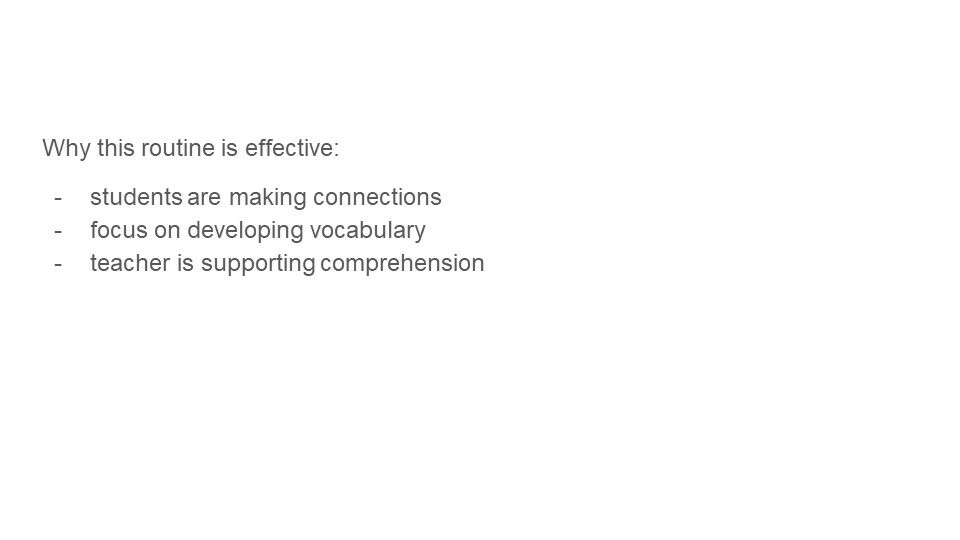 Why this routine is effective:
- students are making connections
- focus on developing vocabulary
- teacher is supporting comprehension